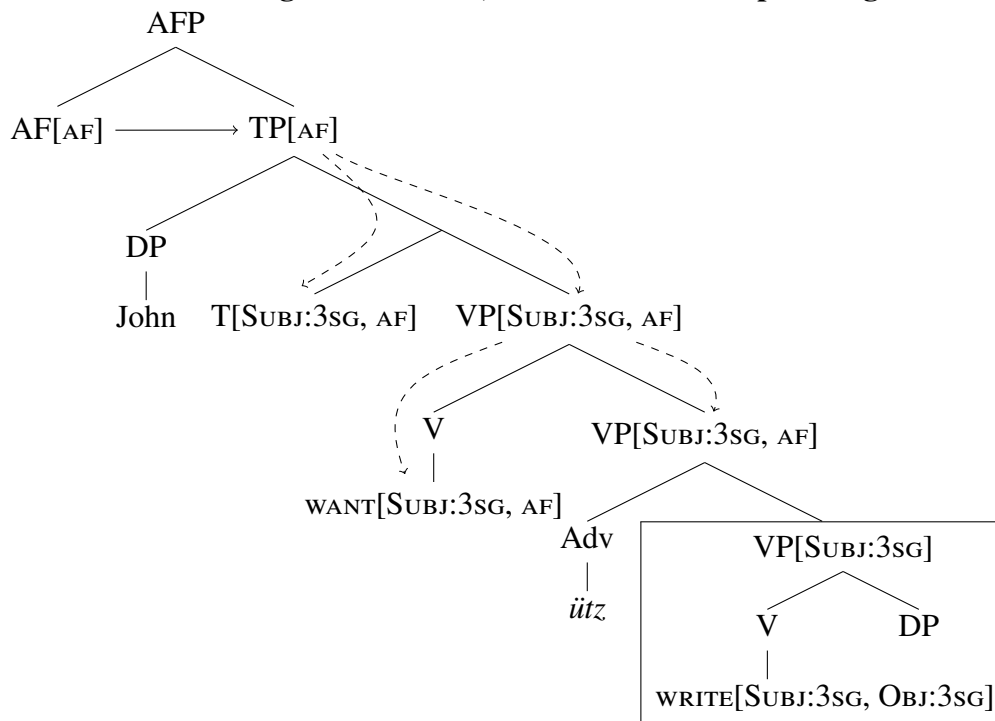 AFP
AF[AF] TP[AF]
DP
John T[SUBJ:3SG, AF] VP[SUBJ:3SG, AF]
V VP[SUBJ:3SG, AF]
WANT[SUBJ:3SG, AF]
Adv VP[SUBJ:3SG]
ütz
V DP
WRITE[SUBJ:3SG, OBJ:3SG]